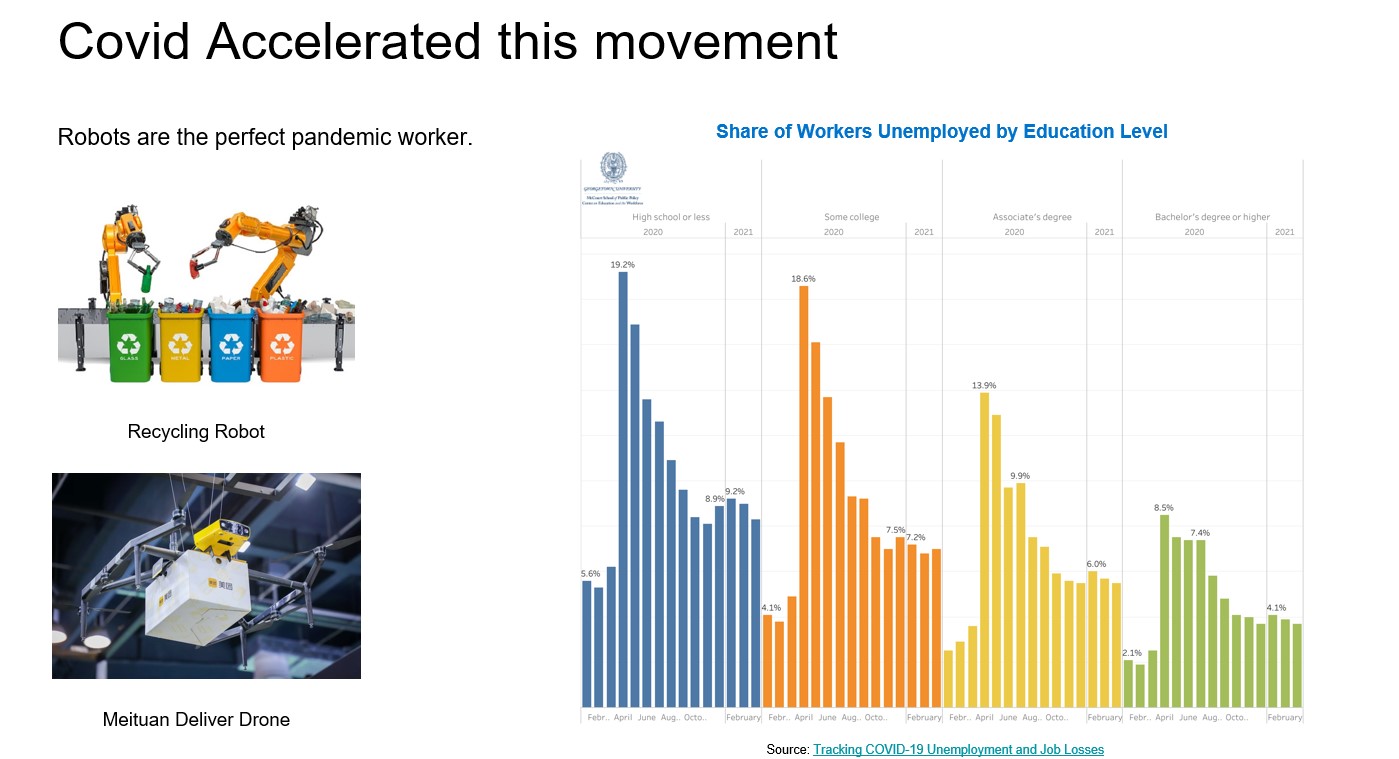 Covid Accelerated this movement
Robots are the perfect pandemic worker.
GLASS
METAL
PAPER
PLASTIC
Recycling Robot
美团
美团
Meituan Deliver Drone
Share of Workers Unemployed by Education Level
GEORGETOWN UNIVERSITY
McCourt School of Public Policy
Center on Education and the Workforce
High school or less Some college Associate's degree Bachelor's degree or higher
2020 2021 2020 2021 2020 2021 2020 2021
5.6% 19.2% 8.9% 9.2%
4.1% 18.6% 7.5% 7.2%
13.9% 9.9% 6.0%
2.1% 8.5% 7.4% 4.1%
Febr.. April June Aug.. Octo.. February Febr.. April June Aug.. Octo.. February Febr.. April June Aug.. Octo.. February Febr.. April June Aug.. Octo.. February
Source: Tracking COVID-19 Unemployment and Job Losses